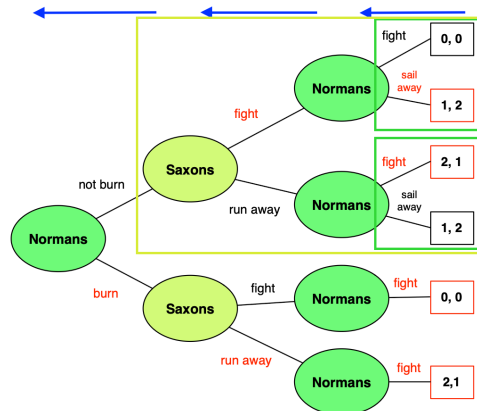 fight
0, 0
Normans
sail
away
fight
1, 2
Saxons
fight
2, 1
not burn
run away
Normans
sail
away
1, 2
Normans
burn
fight
fight
Saxons
Normans
0, 0
run away
fight
Normans
2,1